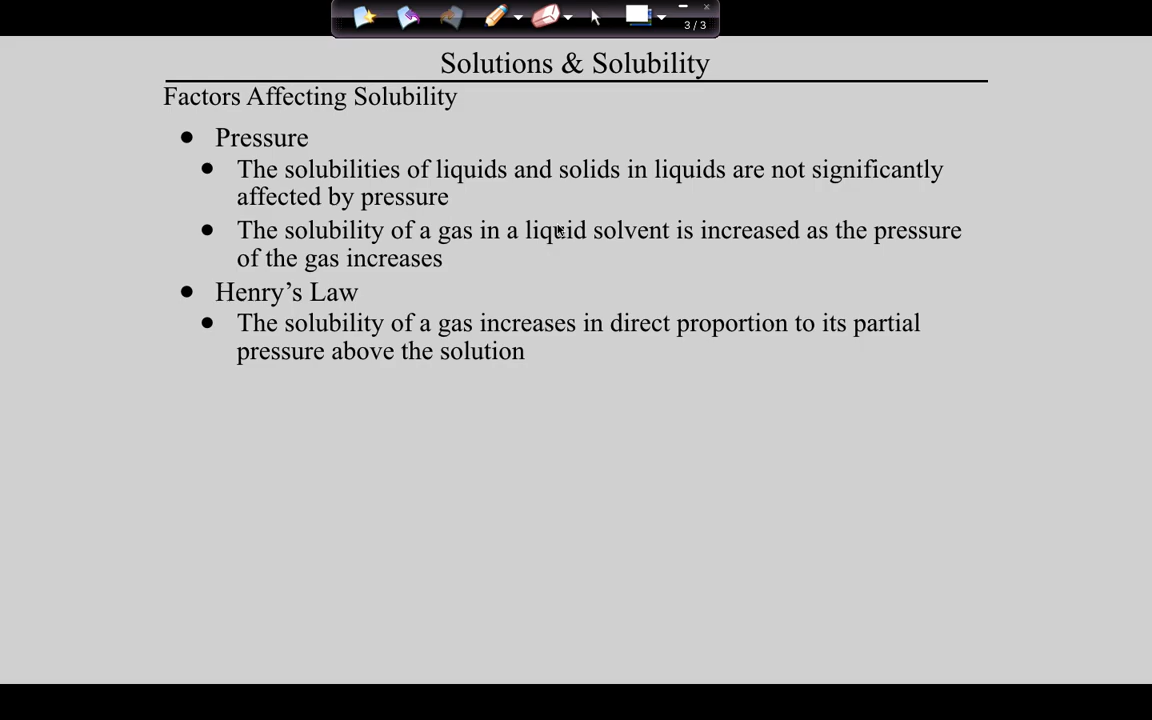 3 / 3
Solutions & Solubility
Factors Affecting Solubility
• Pressure
• The solubilities of liquids and solids in liquids are not significantly
affected by pressure
• The solubility of a gas in a liquid solvent is increased as the pressure
of the gas increases
• Henry’s Law
• The solubility of a gas increases in direct proportion to its partial
pressure above the solution